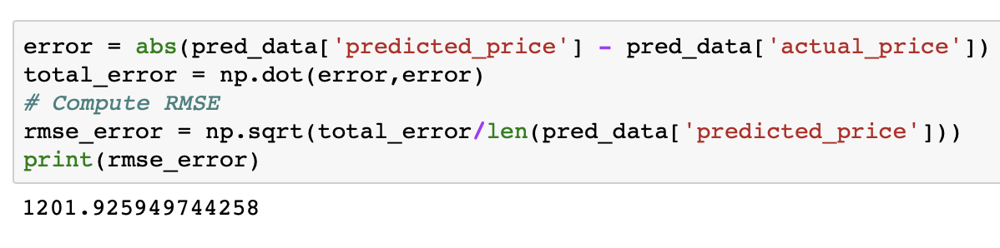 error = abs(pred_data['predicted_price'] - pred_data['actual_price'])
total_error = np.dot(error,error)
# Compute RMSE
rmse_error = np.sqrt(total_error/len(pred_data['predicted_price']))
print(rmse_error)
1201.925949744258